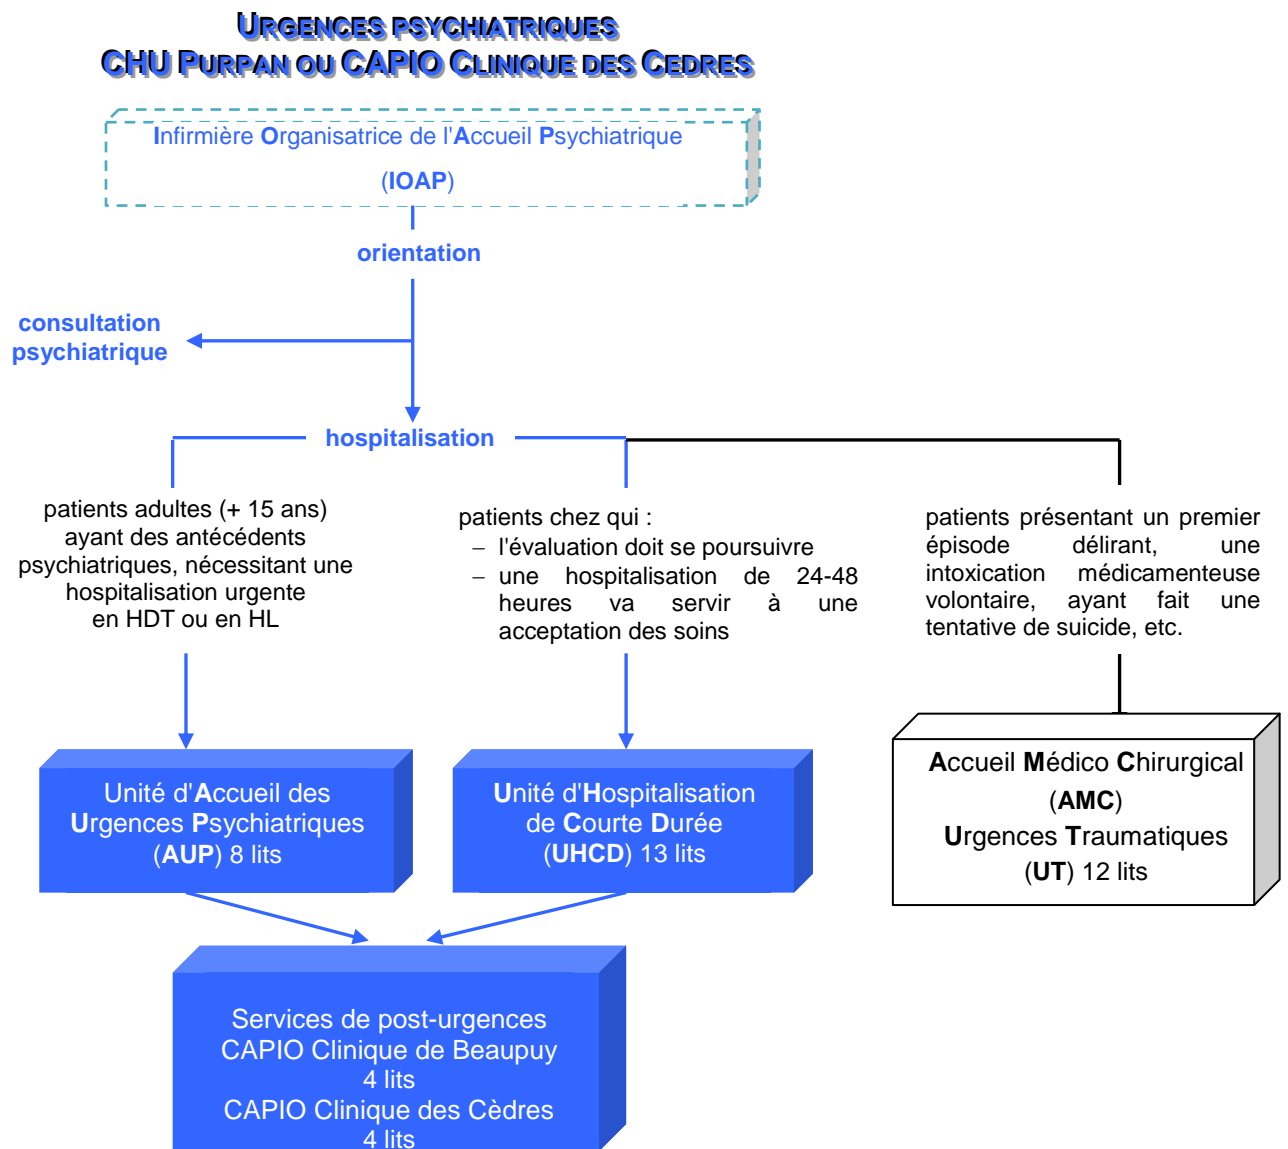 URGENCES PSYCHIATRIQUES
CHU PURPAN OU CAPIO CLINIQUE DES CEDRES
Infirmière Organisatrice de l'Accueil Psychiatrique
(IOAP)
orientation
consultation
psychiatrique
hospitalisation
patients adultes (+ 15 ans)
ayant des antécédents
psychiatriques, nécessitant une
hospitalisation urgente
en HDT ou en HL
patients chez qui :
– l'évaluation doit se poursuivre
– une hospitalisation de 24-48
heures va servir à une
acceptation des soins
patients présentant un premier
épisode délirant, une
intoxication médicamenteuse
volontaire, ayant fait une
tentative de suicide, etc.
Unité d'Accueil des
Urgences Psychiatriques
(AUP) 8 lits
Unité d'Hospitalisation
de Courte Durée
(UHCD) 13 lits
Accueil Médico Chirurgical
(AMC)
Urgences Traumatiques
(UT) 12 lits
Services de post-urgences
CAPIO Clinique de Beaupuy
4 lits
CAPIO Clinique des Cèdres
4 lits